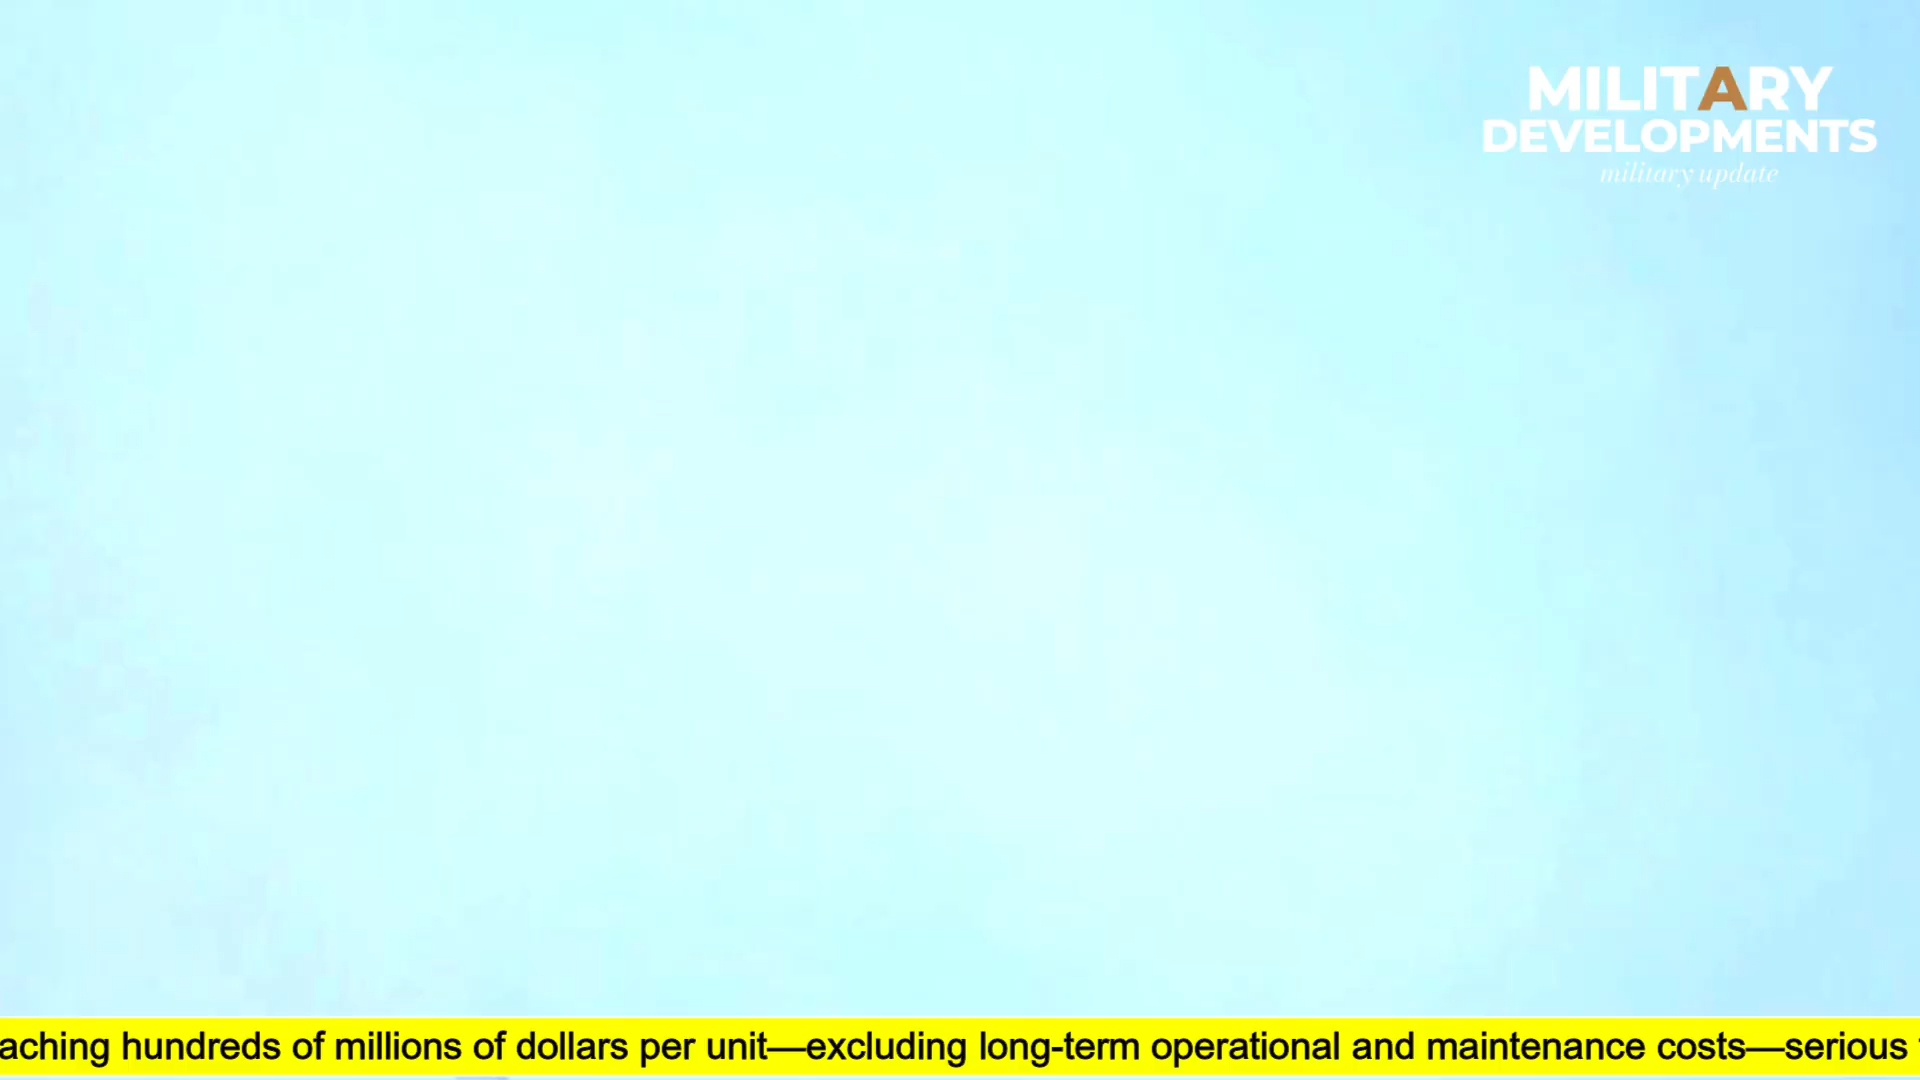 MILITARY
DEVELOPMENTS
military update
aching hundreds of millions of dollars per unit—excluding long-term operational and maintenance costs—serious